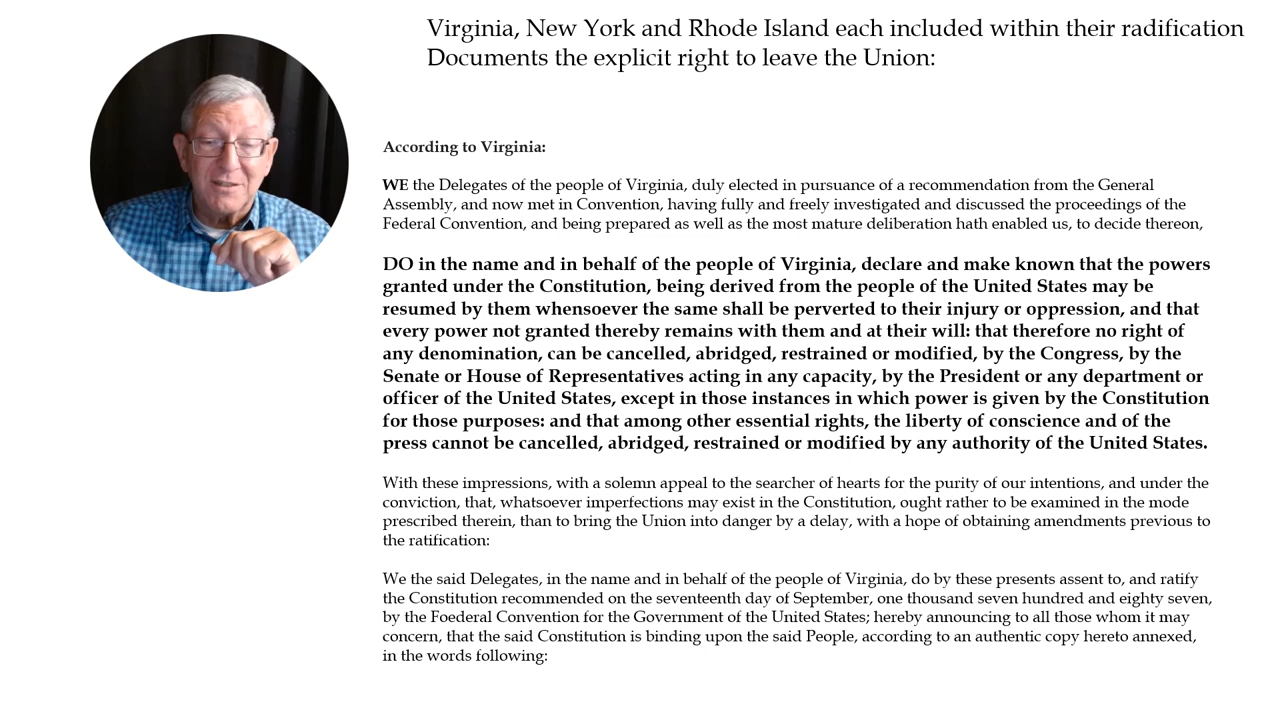 Virginia, New York and Rhode Island each included within their radification
Documents the explicit right to leave the Union:
According to Virginia:
WE the Delegates of the people of Virginia, duly elected in pursuance of a recommendation from the General
Assembly, and now met in Convention, having fully and freely investigated and discussed the proceedings of the
Federal Convention, and being prepared as well as the most mature deliberation hath enabled us, to decide thereon,
DO in the name and in behalf of the people of Virginia, declare and make known that the powers
granted under the Constitution, being derived from the people of the United States may be
resumed by them whensoever the same shall be perverted to their injury or oppression, and that
every power not granted thereby remains with them and at their will: that therefore no right of
any denomination, can be cancelled, abridged, restrained or modified, by the Congress, by the
Senate or House of Representatives acting in any capacity, by the President or any department or
officer of the United States, except in those instances in which power is given by the Constitution
for those purposes: and that among other essential rights, the liberty of conscience and of the
press cannot be cancelled, abridged, restrained or modified by any authority of the United States.
With these impressions, with a solemn appeal to the searcher of hearts for the purity of our intentions, and under the
conviction, that, whatsoever imperfections may exist in the Constitution, ought rather to be examined in the mode
prescribed therein, than to bring the Union into danger by a delay, with a hope of obtaining amendments previous to
the ratification:
We the said Delegates, in the name and in behalf of the people of Virginia, do by these presents assent to, and ratify
the Constitution recommended on the seventeenth day of September, one thousand seven hundred and eighty seven,
by the Foederal Convention for the Government of the United States; hereby announcing to all those whom it may
concern, that the said Constitution is binding upon the said People, according to an authentic copy hereto annexed,
in the words following: